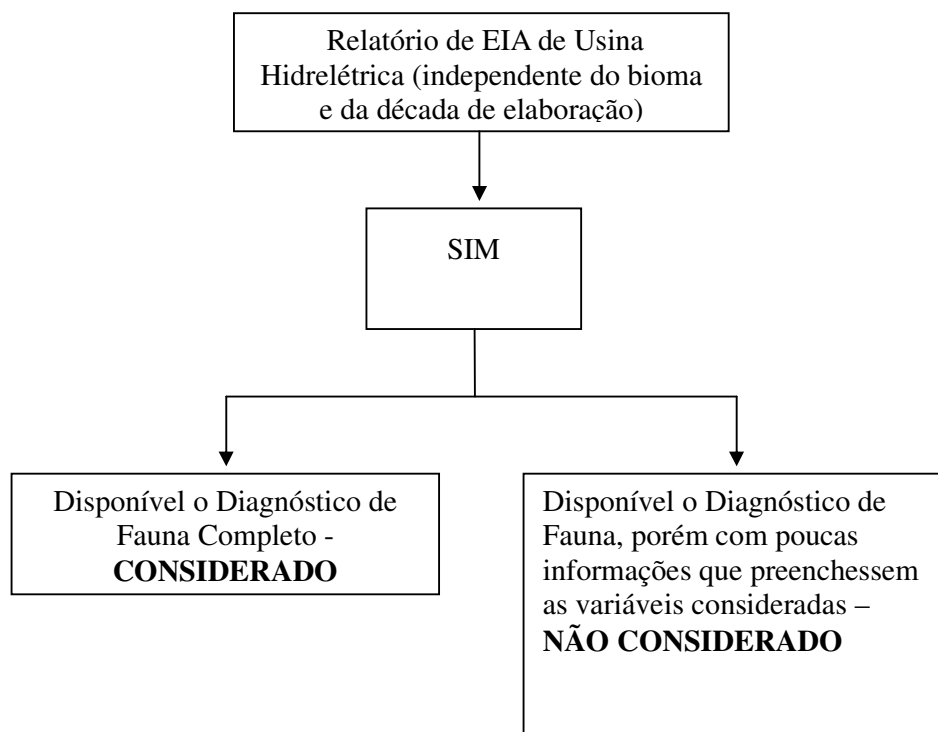 Relatório de EIA de Usina
Hidrelétrica (independente do bioma
e da década de elaboração)
SIM
Disponível o Diagnóstico de
Fauna Completo -
CONSIDERADO
Disponível o Diagnóstico de
Fauna, porém com poucas
informações que preenchessem
as variáveis consideradas –
NÃO CONSIDERADO